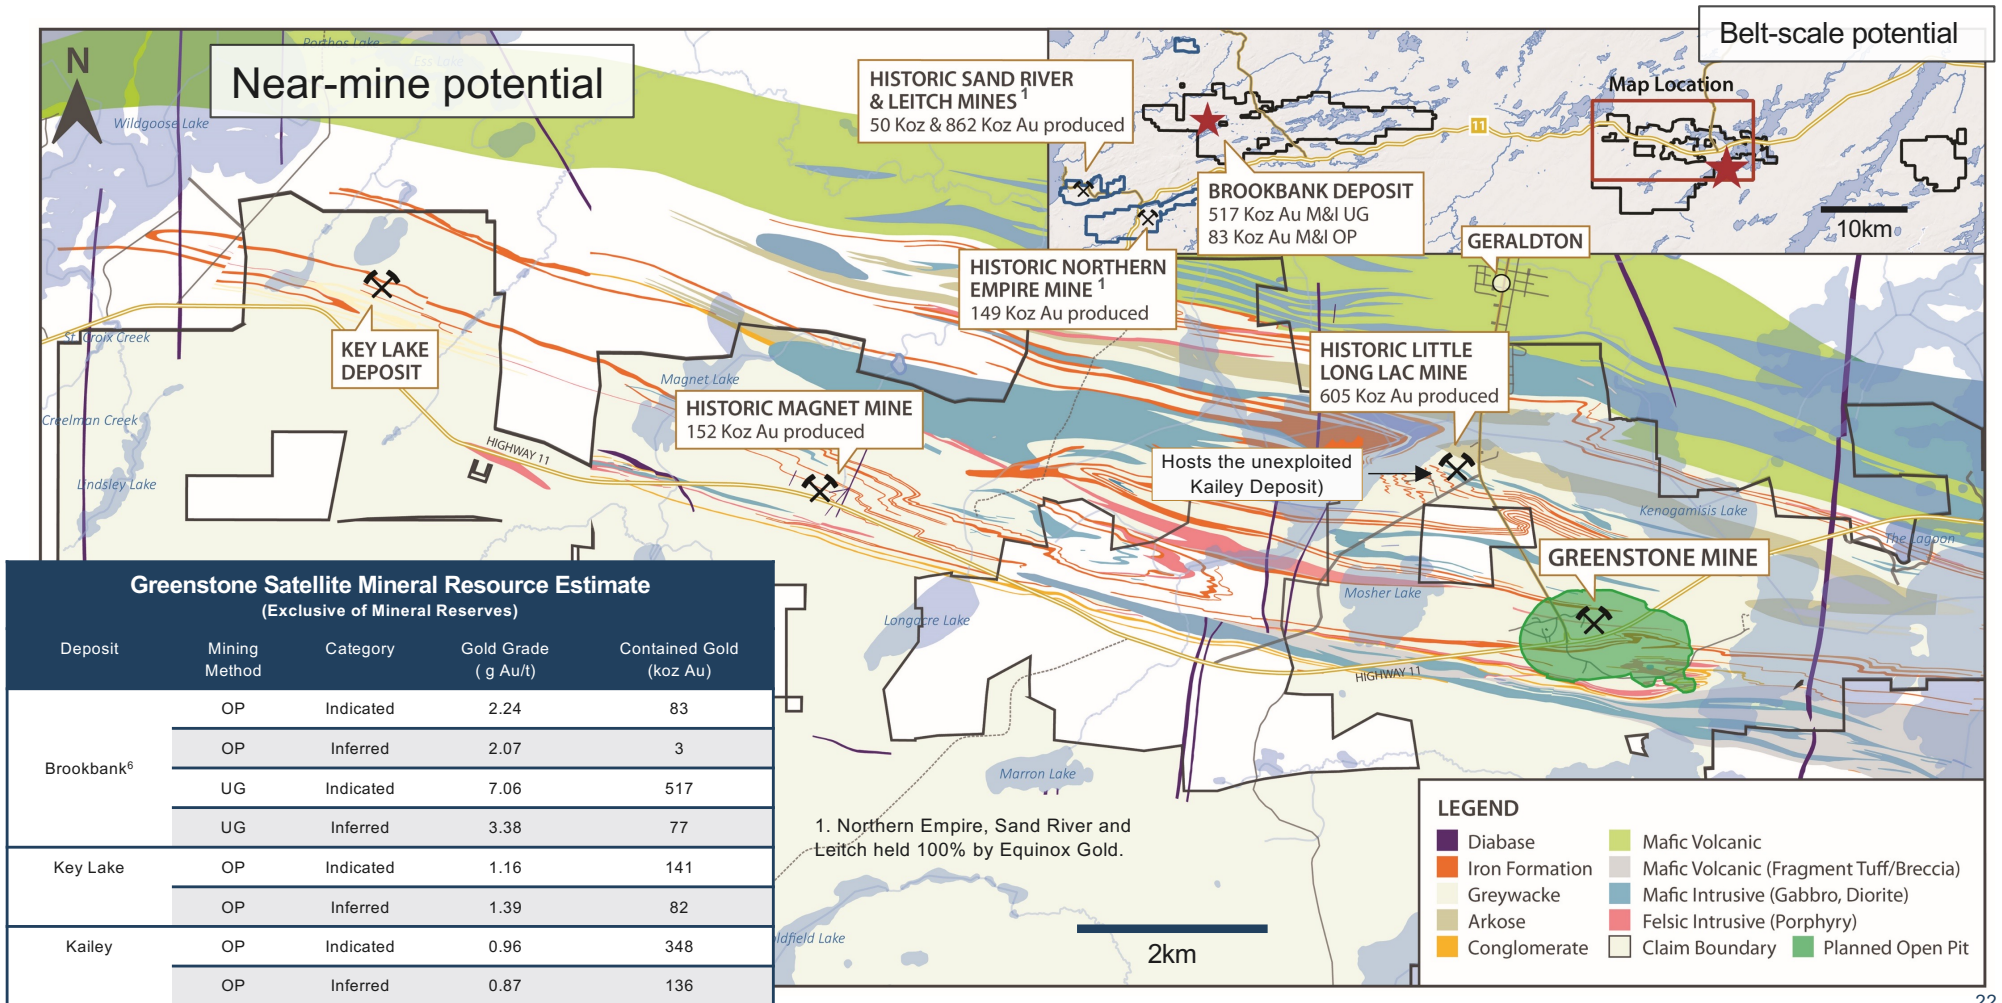 Belt-scale potential
Near-mine potential
N
Porthos Lake
Ess Lake
Wildgoose Lake
HISTORIC SAND RIVER
& LEITCH MINES 1
50 Koz & 862 Koz Au produced
11
Map Location
10km
BROOKBANK DEPOSIT
517 Koz Au M&I UG
83 Koz Au M&I OP
GERALDTON
HISTORIC NORTHERN
EMPIRE MINE 1
149 Koz Au produced
HISTORIC LITTLE
LONG LAC MINE
605 Koz Au produced
St. Croix Creek
KEY LAKE
DEPOSIT
Magnet Lake
HISTORIC MAGNET MINE
152 Koz Au produced
Creelman Creek
HIGHWAY 11
Lindsley Lake
Hosts the unexploited
Kailey Deposit)
Kenogamisis Lake
The Lagoon
GREENSTONE MINE
Mosher Lake
Longacre Lake
HIGHWAY 11
Marron Lake
Greenstone Satellite Mineral Resource Estimate
(Exclusive of Mineral Reserves)
Deposit Mining Method Category Gold Grade ( g Au/t) Contained Gold (koz Au)
Brookbank6 OP Indicated 2.24 83
OP Inferred 2.07 3
UG Indicated 7.06 517
UG Inferred 3.38 77
Key Lake OP Indicated 1.16 141
OP Inferred 1.39 82
Kailey OP Indicated 0.96 348
OP Inferred 0.87 136
1. Northern Empire, Sand River and
Leitch held 100% by Equinox Gold.
2km
LEGEND
Diabase
Iron Formation
Greywacke
Arkose
Conglomerate
Mafic Volcanic
Mafic Volcanic (Fragment Tuff/Breccia)
Mafic Intrusive (Gabbro, Diorite)
Felsic Intrusive (Porphyry)
Claim Boundary
Planned Open Pit
22